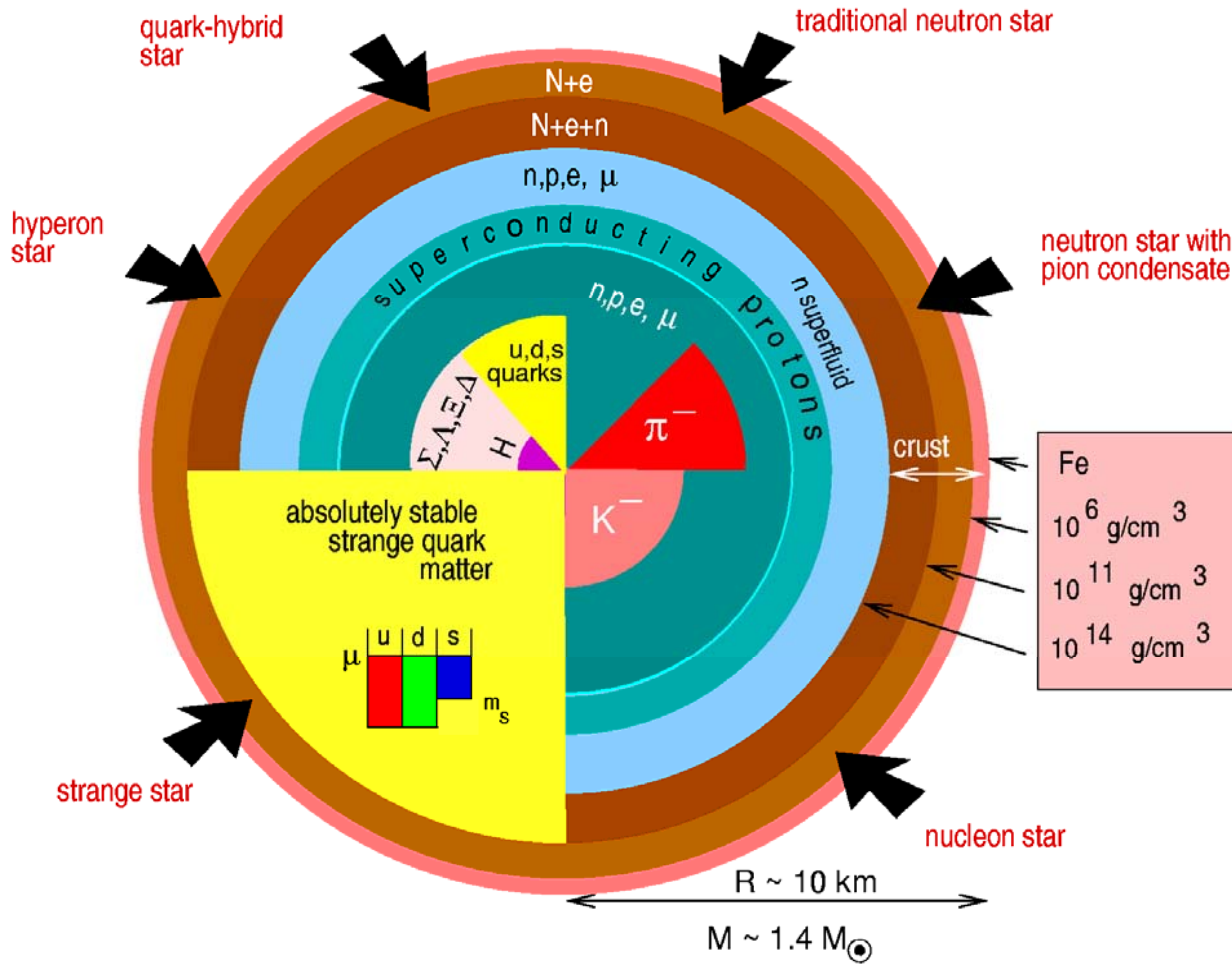 quark-hybrid
star
traditional neutron star
N+e
N+e+n
n,p,e, μ
hyperon
star
superconducting protons
n superfluid
neutron star with
pion condensate
n,p,e, μ
u,d,s
quarks
Σ,Λ,Ξ,Δ
H
π⁻
K⁻
crust
Fe
10⁶ g/cm³
10¹¹ g/cm³
10¹⁴ g/cm³
absolutely stable
strange quark
matter
u d s
μ
mₛ
strange star
nucleon star
R ~ 10 km
M ~ 1.4 M☉